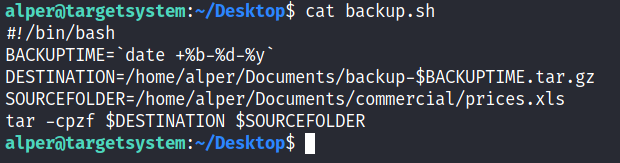 alper@targetsystem:~/Desktop$ cat backup.sh
#!/bin/bash
BACKUPTIME=`date +%b-%d-%y`
DESTINATION=/home/alper/Documents/backup-$BACKUPTIME.tar.gz
SOURCEFOLDER=/home/alper/Documents/commercial/prices.xls
tar -cpzf $DESTINATION $SOURCEFOLDER
alper@targetsystem:~/Desktop$